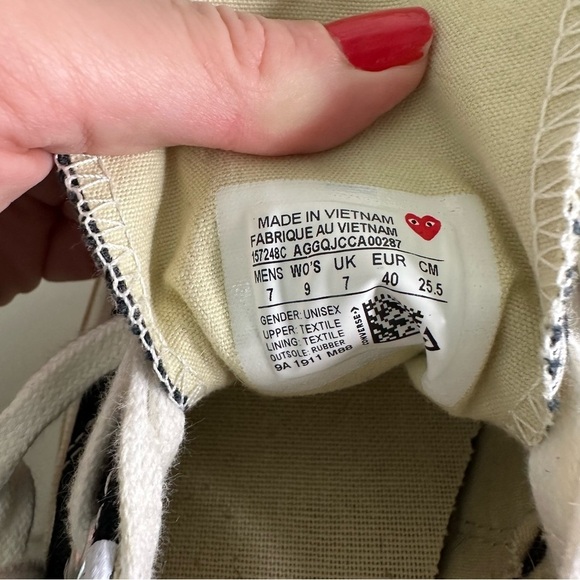 MADE IN VIETNAM
FABRIQUE AU VIETNAM
157248C AGGQJCCA00287
MENS WO'S UK EUR CM
7 9 7 40 25.5
GENDER: UNISEX
UPPER: TEXTILE
LINING: TEXTILE
OUTSOLE: RUBBER
9A 1911 M88
CONVERSE